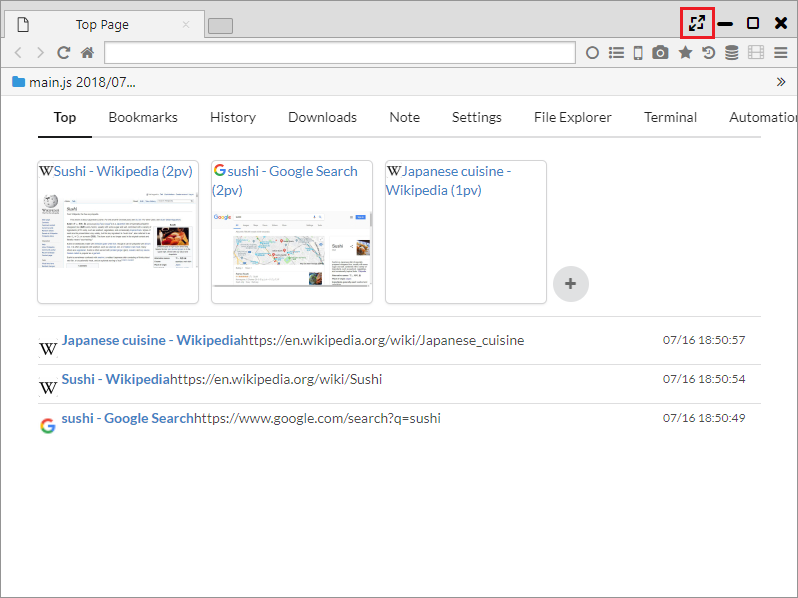 Top Page
main.js 2018/07...
Top Bookmarks History Downloads Note Settings File Explorer Terminal Automation
Sushi - Wikipedia (2pv)
sushi - Google Search
(2pv)
Japanese cuisine -
Wikipedia (1pv)
Sushi
Google
Sushi
Japanese cuisine - Wikipediahttps://en.wikipedia.org/wiki/Japanese_cuisine 07/16 18:50:57
Sushi - Wikipediahttps://en.wikipedia.org/wiki/Sushi 07/16 18:50:54
sushi - Google Searchhttps://www.google.com/search?q=sushi 07/16 18:50:49